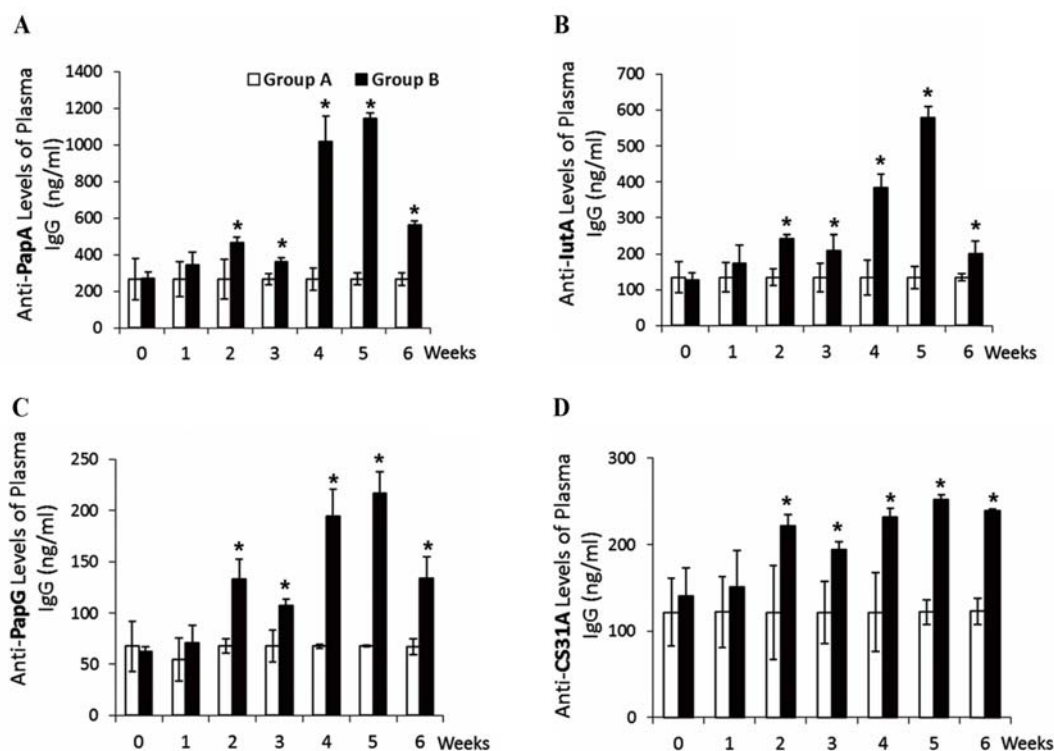 A
Anti-PapA Levels of Plasma
IgG (ng/ml)
1400
1200
1000
800
600
400
200
0
Group A Group B
* * * * *
0 1 2 3 4 5 6 Weeks
B
Anti-IutA Levels of Plasma
IgG (ng/ml)
700
600
500
400
300
200
100
0
* * * * *
0 1 2 3 4 5 6 Weeks
C
Anti-PapG Levels of Plasma
IgG (ng/ml)
250
200
150
100
50
0
* * * * *
0 1 2 3 4 5 6 Weeks
D
Anti-CS31A Levels of Plasma
IgG (ng/ml)
300
200
100
0
* * * * *
0 1 2 3 4 5 6 Weeks